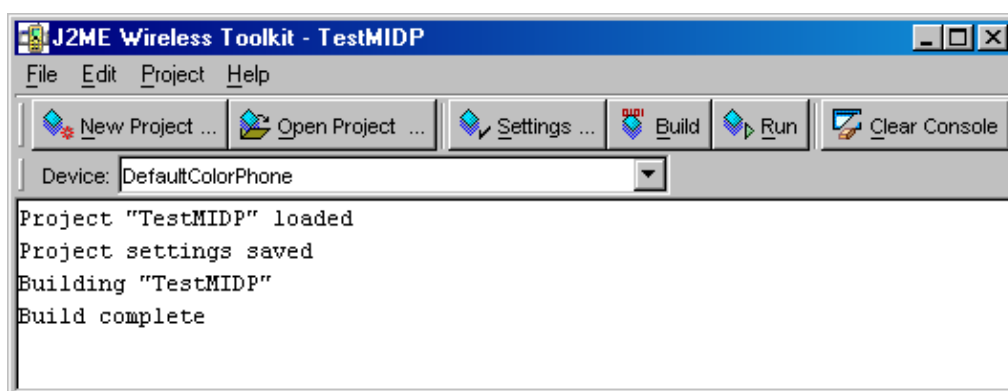 J2ME Wireless Toolkit - TestMIDP
File Edit Project Help
New Project ... Open Project ... Settings ... Build Run Clear Console
Device: DefaultColorPhone
Project "TestMIDP" loaded
Project settings saved
Building "TestMIDP"
Build complete